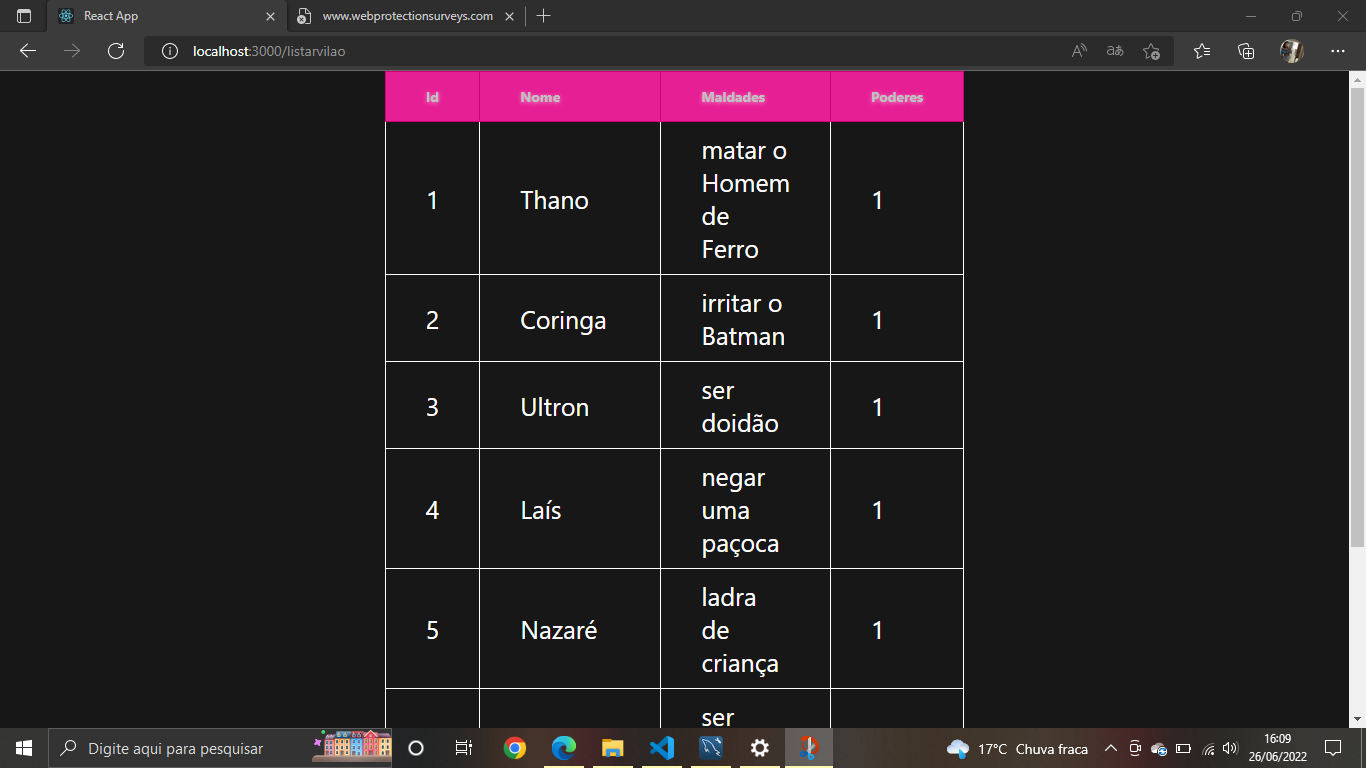 React App
www.webprotectionsurveys.com
localhost:3000/listarvilao
Id Nome Maldades Poderes
1 Thano matar o Homem de Ferro 1
2 Coringa irritar o Batman 1
3 Ultron ser doidão 1
4 Laís negar uma paçoca 1
5 Nazaré ladra de criança 1
ser
Digite aqui para pesquisar
17°C Chuva fraca
16:09
26/06/2022